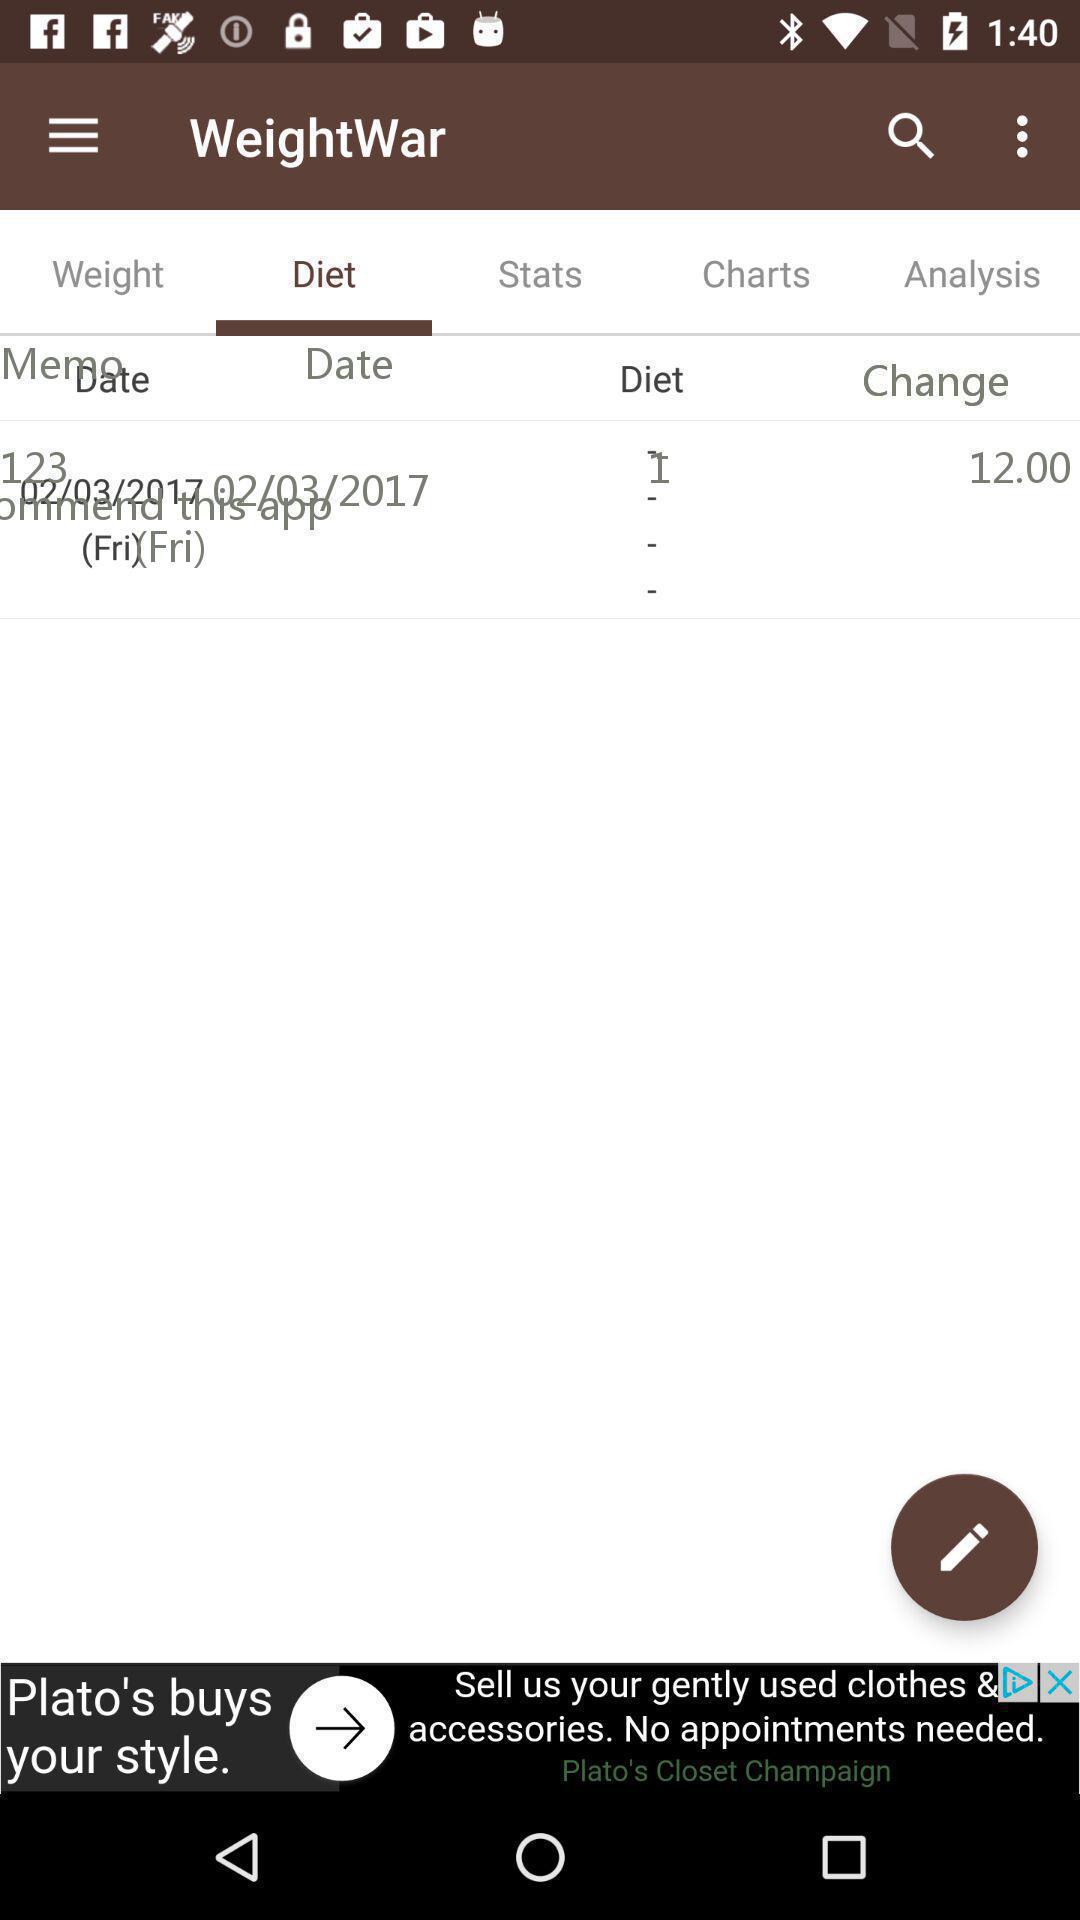 FAKE
1:40
WeightWar
Weight Diet Stats Charts Analysis
Memo Date Date Diet Change
123 - 1 12.00
02/03/2017 02/03/2017 -
ommend this app
(Fri) (Fri) -
-
Plato's buys
your style.
Sell us your gently used clothes &
accessories. No appointments needed.
Plato's Closet Champaign